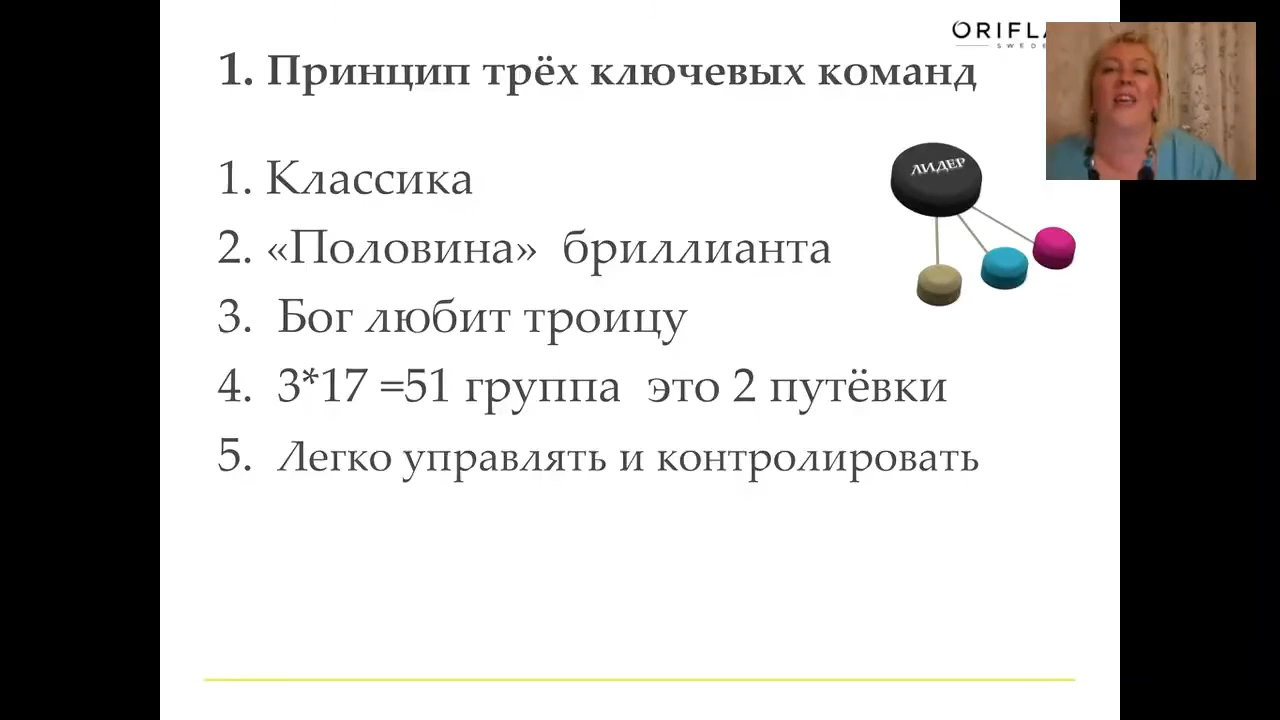 ORIFLA
SWEDE
1. Принцип трёх ключевых команд
ЛИДЕР
1. Классика
2. «Половина» бриллианта
3. Бог любит троицу
4. 3*17 =51 группа это 2 путёвки
5. Легко управлять и контролировать